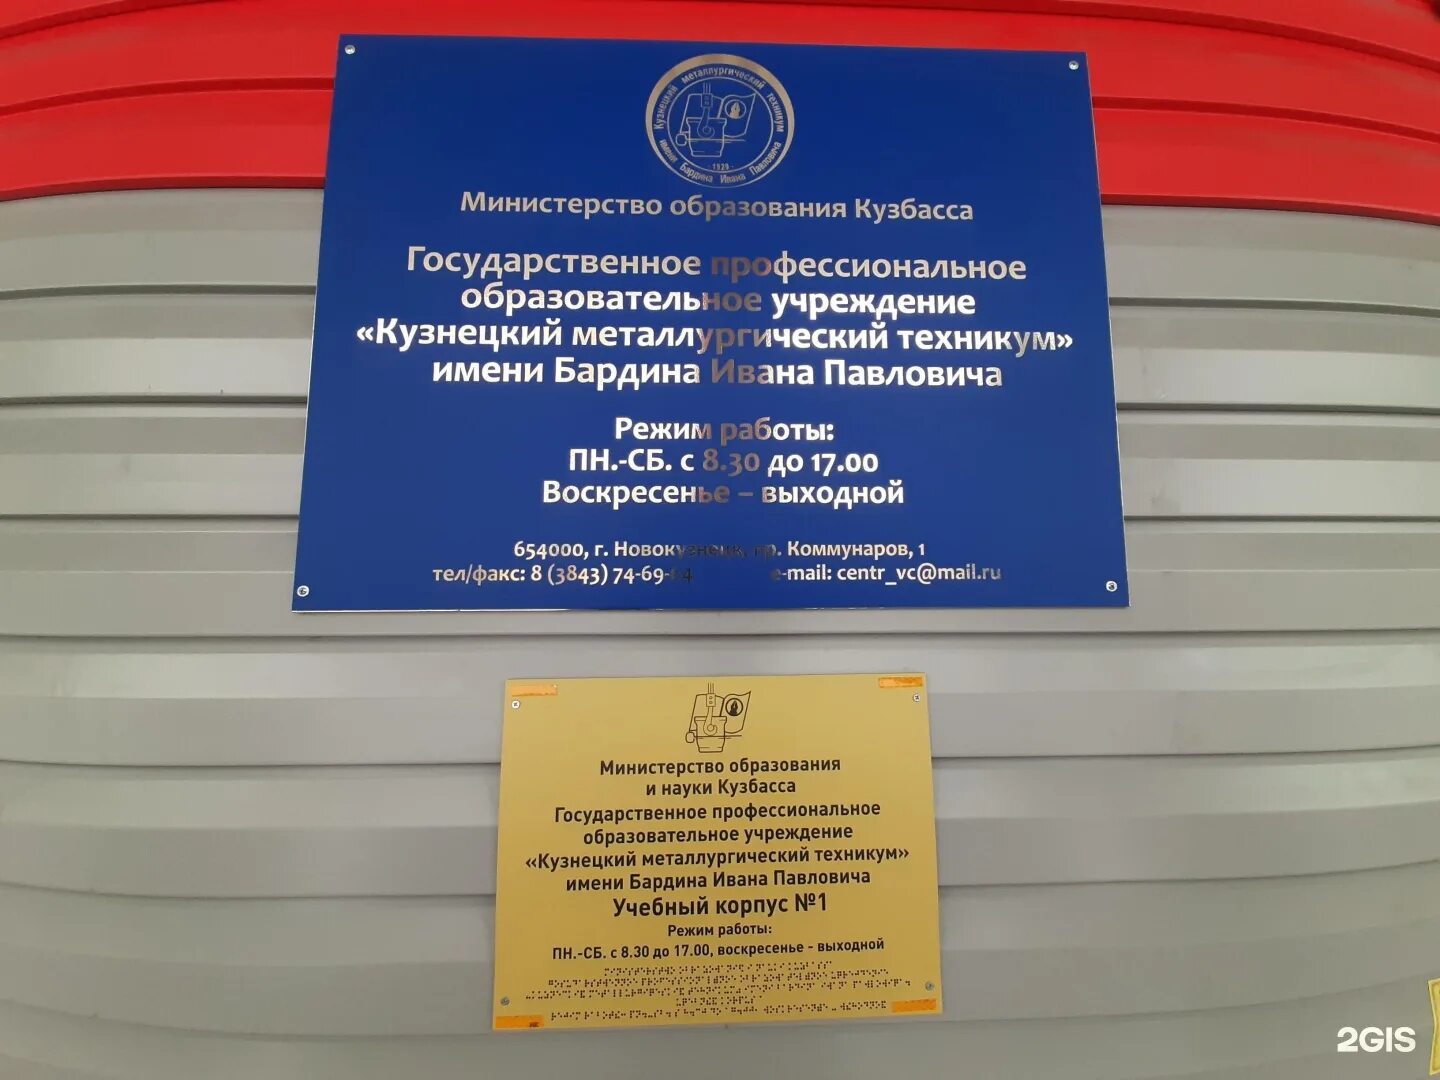 Кузнецкий металлургический техникум
имени Бардина Ивана Павловича
- 1929 -
Министерство образования Кузбасса
Государственное профессиональное
образовательное учреждение
«Кузнецкий металлургический техникум»
имени Бардина Ивана Павловича
Режим работы:
ПН.-СБ. с 8.30 до 17.00
Воскресенье – выходной
654000, г. Новокузнецк, пр. Коммунаров, 1
тел/факс: 8 (3843) 74-69-64 e-mail: centr_vc@mail.ru
Министерство образования
и науки Кузбасса
Государственное профессиональное
образовательное учреждение
«Кузнецкий металлургический техникум»
имени Бардина Ивана Павловича
Учебный корпус №1
Режим работы:
ПН.-СБ. с 8.30 до 17.00, воскресенье - выходной
2GIS